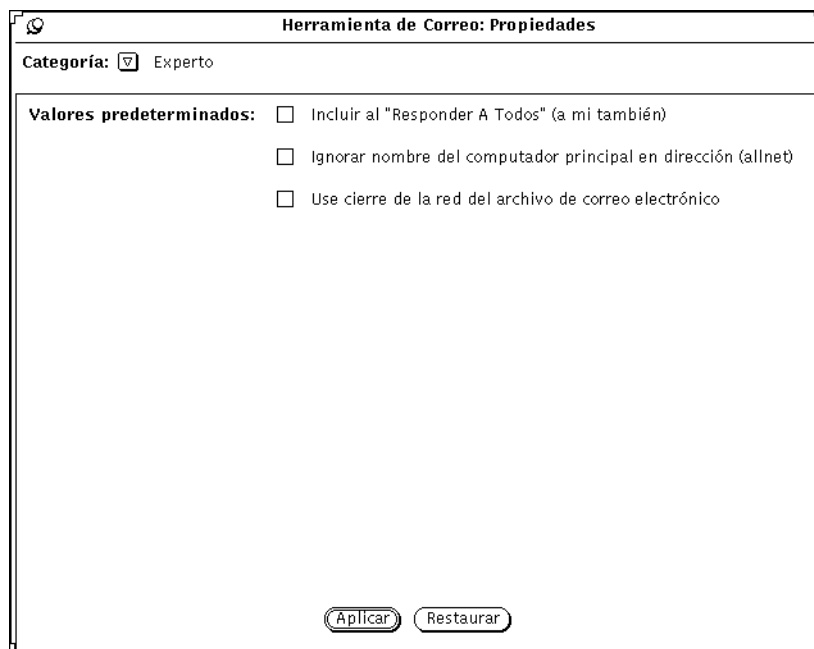 Herramienta de Correo: Propiedades
Categoría: Experto
Valores predeterminados: Incluir al "Responder A Todos" (a mi también)
Ignorar nombre del computador principal en dirección (allnet)
Use cierre de la red del archivo de correo electrónico
Aplicar Restaurar